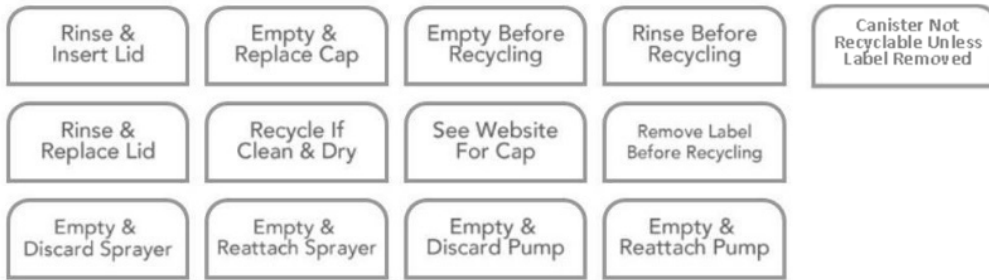 Rinse &
Insert Lid
Empty &
Replace Cap
Empty Before
Recycling
Rinse Before
Recycling
Canister Not
Recyclable Unless
Label Removed
Rinse &
Replace Lid
Recycle If
Clean & Dry
See Website
For Cap
Remove Label
Before Recycling
Empty &
Discard Sprayer
Empty &
Reattach Sprayer
Empty &
Discard Pump
Empty &
Reattach Pump